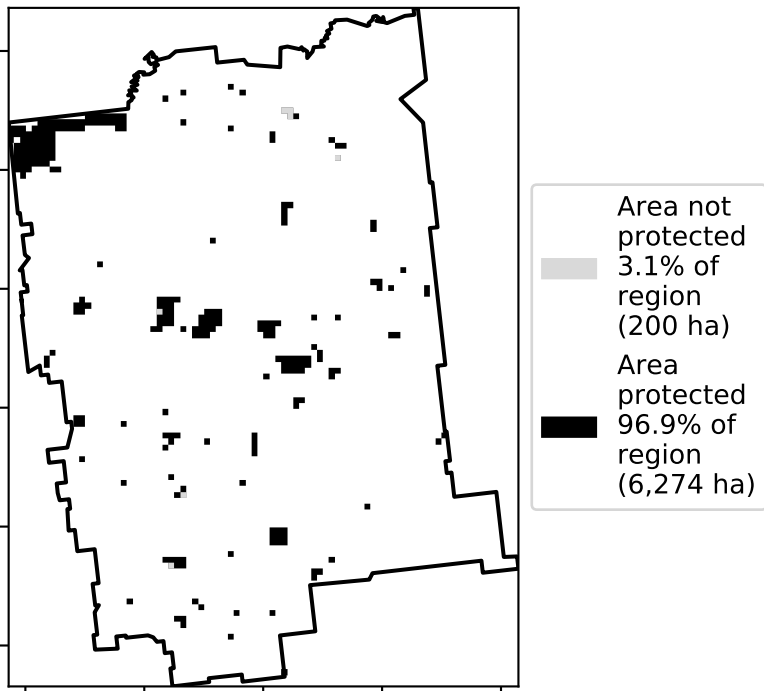 Area not
protected
3.1% of
region
(200 ha)
Area
protected
96.9% of
region
(6,274 ha)